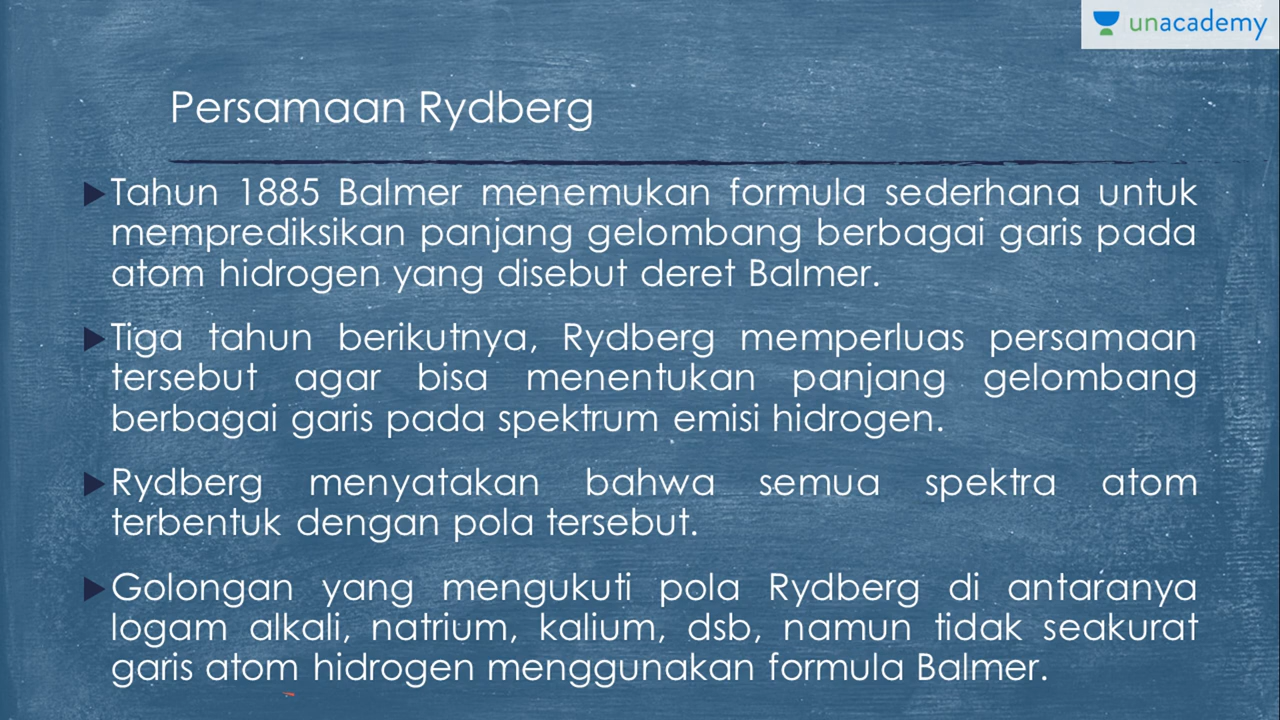 unacademy
Persamaan Rydberg
Tahun 1885 Balmer menemukan formula sederhana untuk
memprediksikan panjang gelombang berbagai garis pada
atom hidrogen yang disebut deret Balmer.
Tiga tahun berikutnya, Rydberg memperluas persamaan
tersebut agar bisa menentukan panjang gelombang
berbagai garis pada spektrum emisi hidrogen.
Rydberg menyatakan bahwa semua spektra atom
terbentuk dengan pola tersebut.
Golongan yang mengukuti pola Rydberg di antaranya
logam alkali, natrium, kalium, dsb, namun tidak seakurat
garis atom hidrogen menggunakan formula Balmer.